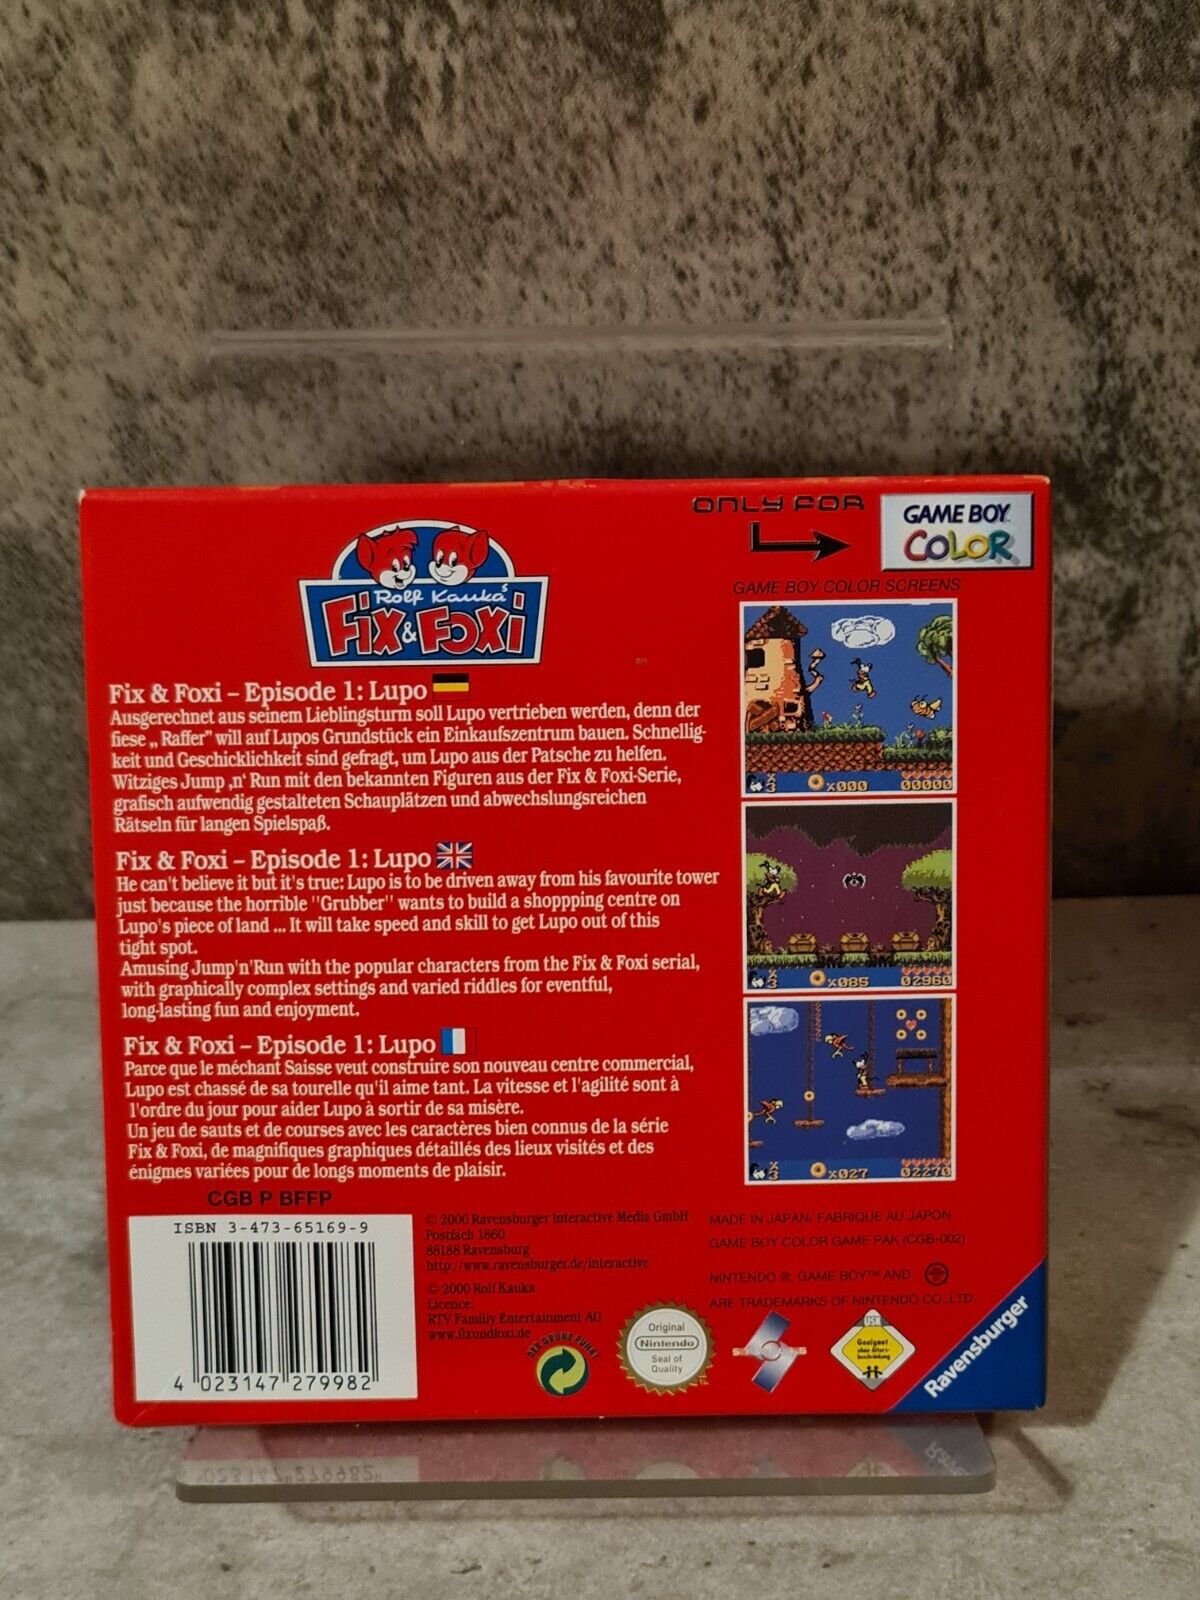 ONLY FOR
GAME BOY
COLOR
GAME BOY COLOR SCREENS
Rolf Kauka's
FIX & FOXI
Fix & Foxi – Episode 1: Lupo
Ausgerechnet aus seinem Lieblingsturm soll Lupo vertrieben werden, denn der
fiese „ Raffer" will auf Lupos Grundstück ein Einkaufszentrum bauen. Schnellig-
keit und Geschicklichkeit sind gefragt, um Lupo aus der Patsche zu helfen.
Witziges Jump ‚n' Run mit den bekannten Figuren aus der Fix & Foxi-Serie,
grafisch aufwendig gestalteten Schauplätzen und abwechslungsreichen
Rätseln für langen Spielspaß.
Fix & Foxi – Episode 1: Lupo
He can't believe it but it's true: Lupo is to be driven away from his favourite tower
just because the horrible "Grubber" wants to build a shoppping centre on
Lupo's piece of land ... It will take speed and skill to get Lupo out of this
tight spot.
Amusing Jump'n'Run with the popular characters from the Fix & Foxi serial,
with graphically complex settings and varied riddles for eventful,
long-lasting fun and enjoyment.
Fix & Foxi – Episode 1: Lupo
Parce que le méchant Saisse veut construire son nouveau centre commercial,
Lupo est chassé de sa tourelle qu'il aime tant. La vitesse et l'agilité sont à
l'ordre du jour pour aider Lupo à sortir de sa misère.
Un jeu de sauts et de courses avec les caractères bien connus de la série
Fix & Foxi, de magnifiques graphiques détaillés des lieux visités et des
énigmes variées pour de longs moments de plaisir.
x3 x000 00000
x3 x085 02960
x3 x027 02270
CGB P BFFP
ISBN 3-473-65169-9
4 023147 279982
© 2000 Ravensburger Interactive Media GmbH
Postfach 1860
88188 Ravensburg
http://www.ravensburger.de/interactive
© 2000 Rolf Kauka
Licence:
RTV Familiy Entertainment AG
www.fixundfoxi.de
DER GRÜNE PUNKT
Original
Nintendo
Seal of
Quality
MADE IN JAPAN/ FABRIQUE AU JAPON
GAME BOY COLOR GAME PAK (CGB-002)
NINTENDO ®, GAME BOY™ AND
ARE TRADEMARKS OF NINTENDO CO.,LTD.
USK
Geeignet
ohne Alters-
beschränkung
Ravensburger